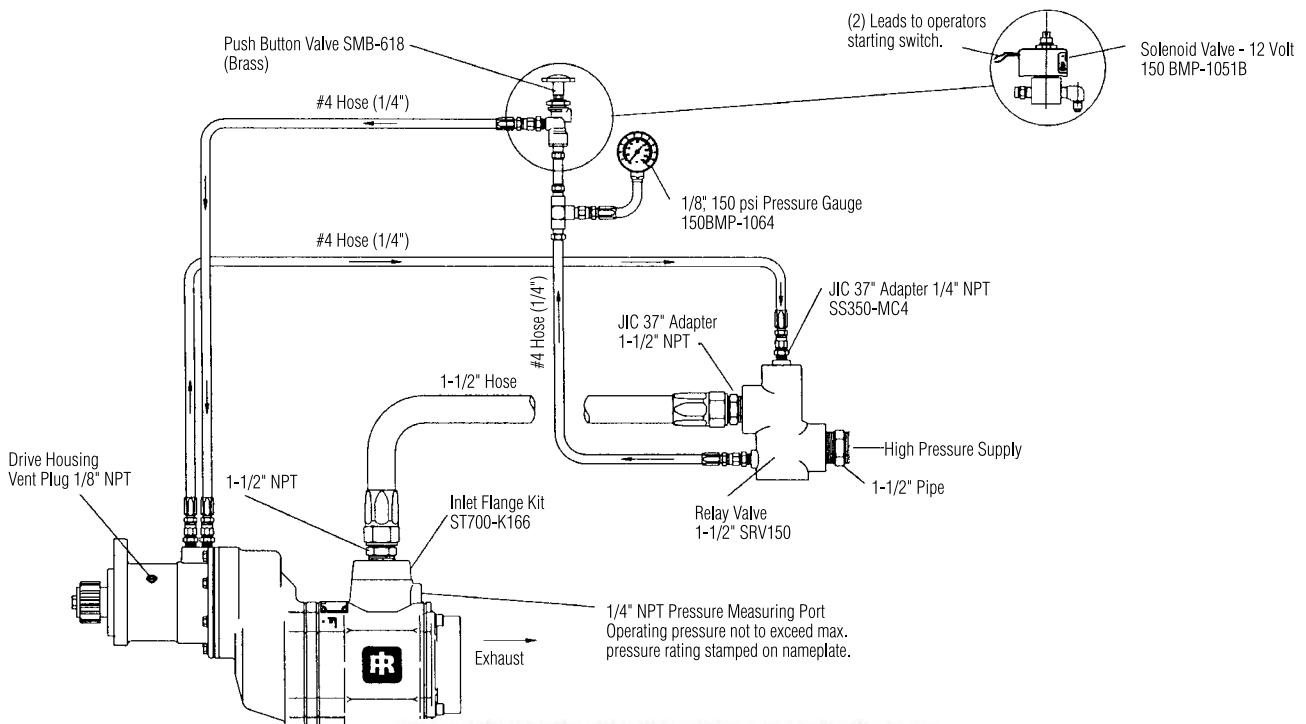 (2) Leads to operators
starting switch.
Solenoid Valve - 12 Volt
150 BMP-1051B
Push Button Valve SMB-618
(Brass)
#4 Hose (1/4")
1/8", 150 psi Pressure Gauge
150BMP-1064
#4 Hose (1/4")
#4 Hose (1/4")
JIC 37" Adapter 1/4" NPT
SS350-MC4
JIC 37" Adapter
1-1/2" NPT
1-1/2" Hose
High Pressure Supply
1-1/2" Pipe
Drive Housing
Vent Plug 1/8" NPT
1-1/2" NPT
Inlet Flange Kit
ST700-K166
Relay Valve
1-1/2" SRV150
1/4" NPT Pressure Measuring Port
Operating pressure not to exceed max.
pressure rating stamped on nameplate.
Exhaust
IR